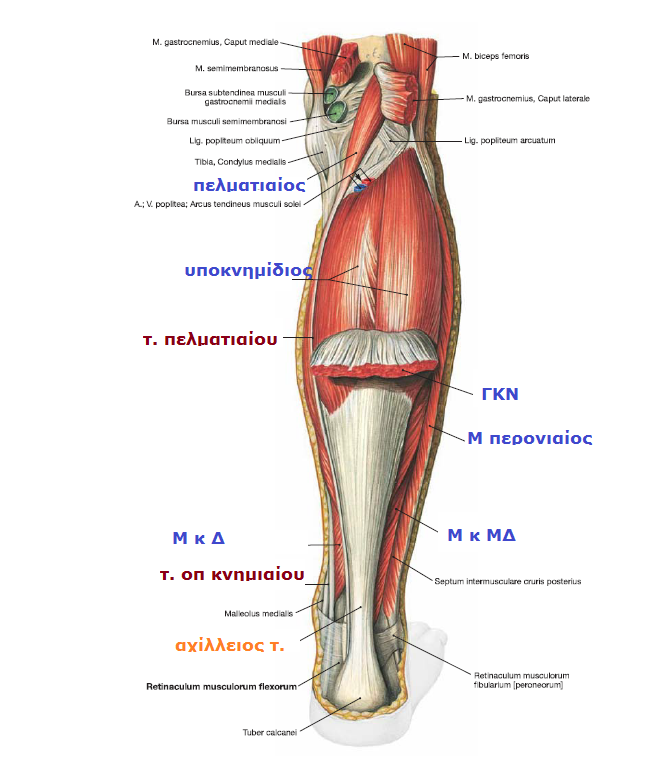 M. gastrocnemius, Caput mediale
M. semimembranosus
Bursa subtendinea musculi
gastrocnemii medialis
Bursa musculi semimembranosi
Lig. popliteum obliquum
Tibia, Condylus medialis
πελματιαίος
A.; V. poplitea; Arcus tendineus musculi solei
υποκνημίδιος
τ. πελματιαίου
Μ κ Δ
τ. οπ κνημιαίου
Malleolus medialis
αχίλλειος τ.
Retinaculum musculorum flexorum
Tuber calcanei
M. biceps femoris
M. gastrocnemius, Caput laterale
Lig. popliteum arcuatum
ΓΚΝ
Μ περονιαίος
Μ κ ΜΔ
Septum intermusculare cruris posterius
Retinaculum musculorum
fibularium [peroneorum]